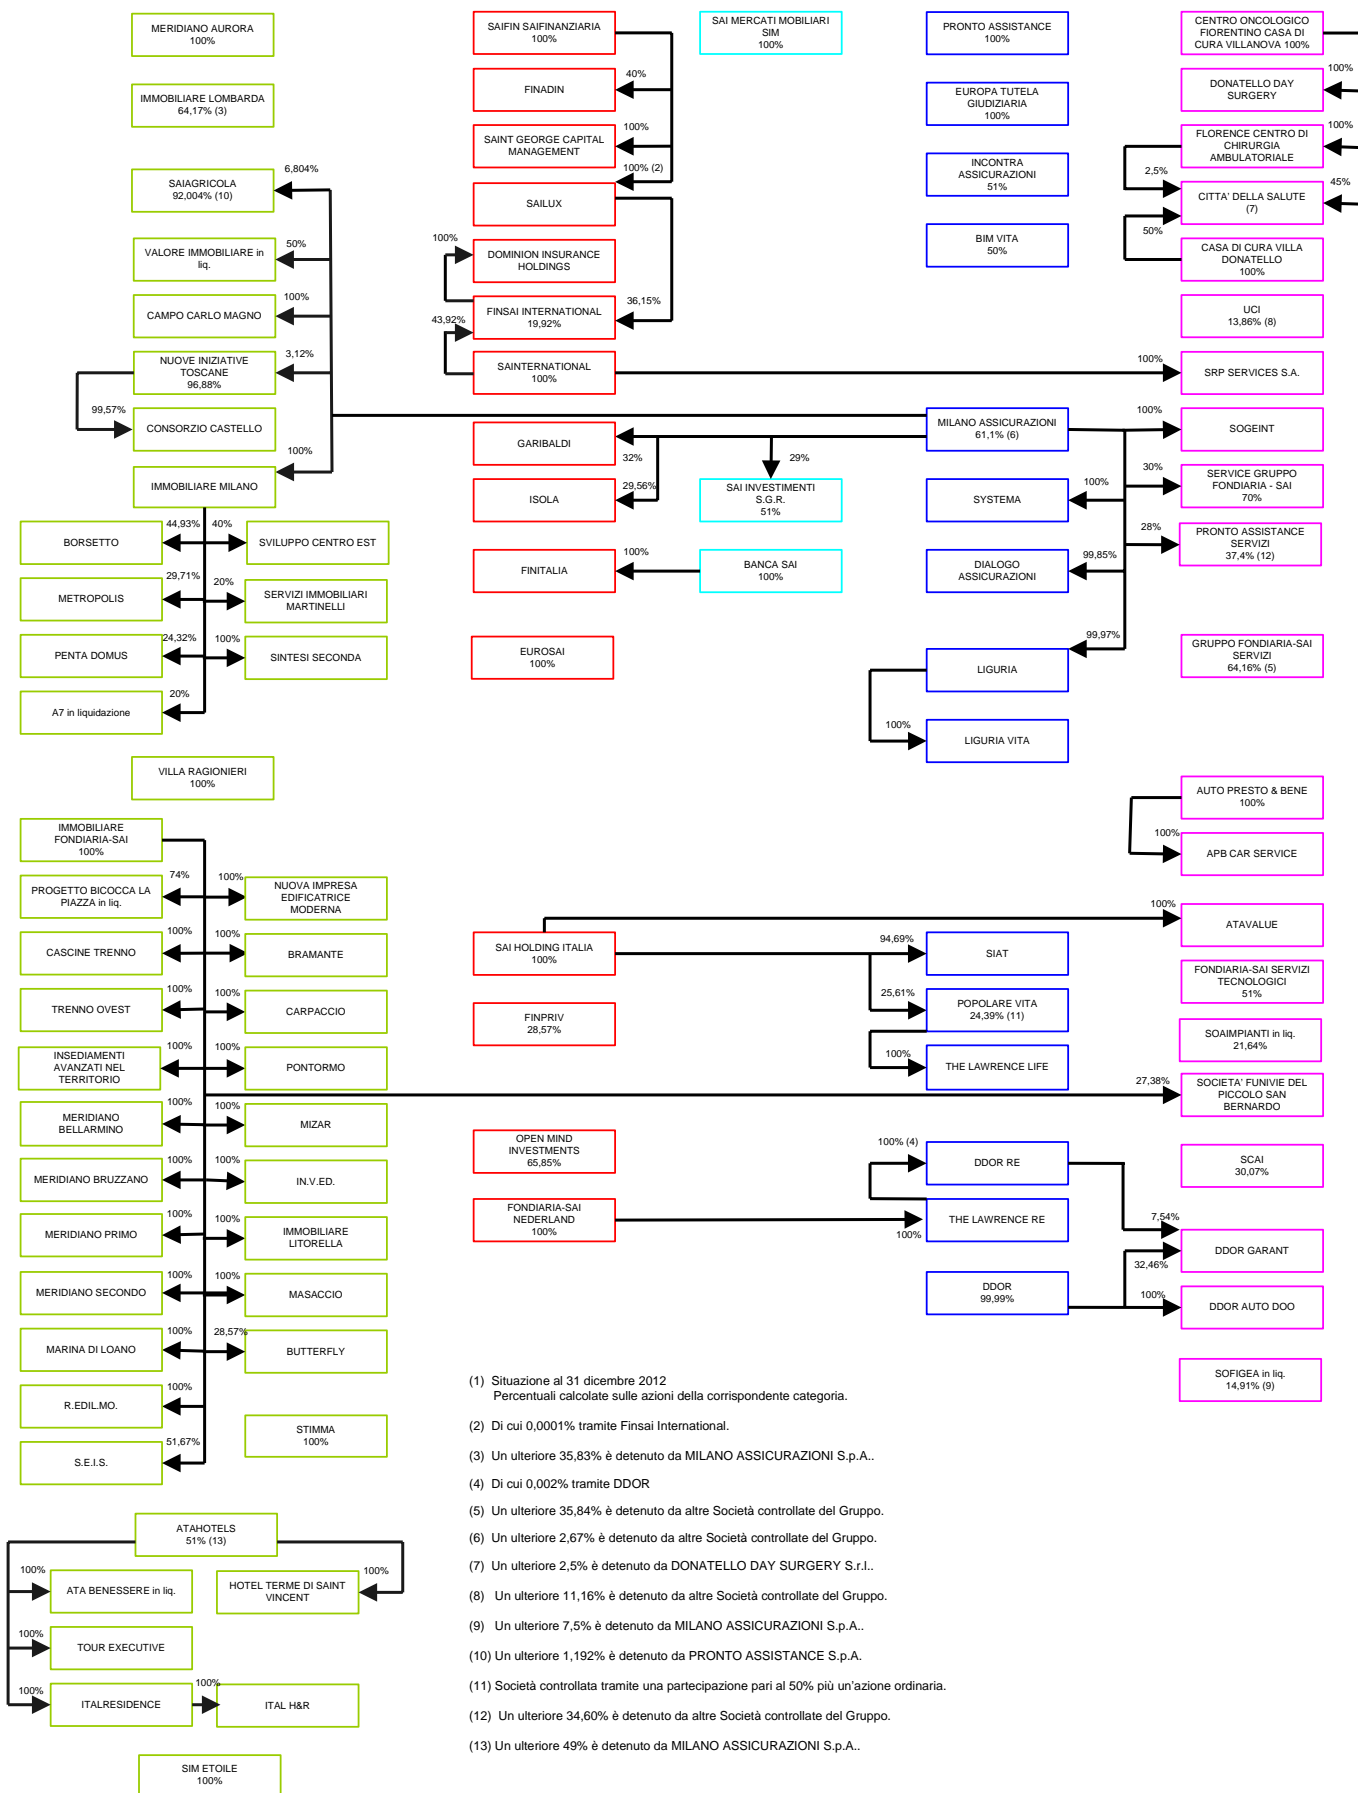 MERIDIANO AURORA
100%
IMMOBILIARE LOMBARDA
64,17% (3)
6,804%
SAIAGRICOLA
92,004% (10)
50%
VALORE IMMOBILIARE in
liq.
100%
CAMPO CARLO MAGNO
3,12%
NUOVE INIZIATIVE
TOSCANE
96,88%
99,57%
CONSORZIO CASTELLO
100%
IMMOBILIARE MILANO
44,93%
40%
BORSETTO
SVILUPPO CENTRO EST
29,71%
20%
METROPOLIS
SERVIZI IMMOBILIARI
MARTINELLI
24,32%
100%
PENTA DOMUS
SINTESI SECONDA
20%
A7 in liquidazione
VILLA RAGIONIERI
100%
IMMOBILIARE
FONDIARIA-SAI
100%
74%
100%
PROGETTO BICOCCA LA
PIAZZA in liq.
NUOVA IMPRESA
EDIFICATRICE
MODERNA
100%
100%
CASCINE TRENNO
BRAMANTE
100%
100%
TRENNO OVEST
CARPACCIO
100%
100%
INSEDIAMENTI
AVANZATI NEL
TERRITORIO
PONTORMO
100%
100%
MERIDIANO
BELLARMINO
MIZAR
100%
100%
MERIDIANO BRUZZANO
IN.V.ED.
100%
100%
MERIDIANO PRIMO
IMMOBILIARE
LITORELLA
100%
100%
MERIDIANO SECONDO
MASACCIO
100%
28,57%
MARINA DI LOANO
BUTTERFLY
100%
R.EDIL.MO.
STIMMA
100%
51,67%
S.E.I.S.
ATAHOTELS
51% (13)
100%
100%
ATA BENESSERE in liq.
HOTEL TERME DI SAINT
VINCENT
100%
TOUR EXECUTIVE
100%
100%
ITALRESIDENCE
ITAL H&R
SIM ETOILE
100%
SAIFIN SAIFINANZIARIA
100%
40%
FINADIN
100%
SAINT GEORGE CAPITAL
MANAGEMENT
100% (2)
SAILUX
100%
DOMINION INSURANCE
HOLDINGS
36,15%
43,92%
FINSAI INTERNATIONAL
19,92%
SAINTERNATIONAL
100%
GARIBALDI
32%
29,56%
ISOLA
100%
FINITALIA
EUROSAI
100%
SAI HOLDING ITALIA
100%
FINPRIV
28,57%
OPEN MIND
INVESTMENTS
65,85%
FONDIARIA-SAI
NEDERLAND
100%
SAI MERCATI MOBILIARI
SIM
100%
29%
SAI INVESTIMENTI
S.G.R.
51%
BANCA SAI
100%
PRONTO ASSISTANCE
100%
EUROPA TUTELA
GIUDIZIARIA
100%
INCONTRA
ASSICURAZIONI
51%
BIM VITA
50%
MILANO ASSICURAZIONI
61,1% (6)
100%
SYSTEMA
99,85%
DIALOGO
ASSICURAZIONI
99,97%
LIGURIA
100%
LIGURIA VITA
94,69%
SIAT
25,61%
POPOLARE VITA
24,39% (11)
100%
THE LAWRENCE LIFE
100% (4)
DDOR RE
THE LAWRENCE RE
100%
DDOR
99,99%
CENTRO ONCOLOGICO
FIORENTINO CASA DI
CURA VILLANOVA 100%
100%
DONATELLO DAY
SURGERY
100%
FLORENCE CENTRO DI
CHIRURGIA
AMBULATORIALE
2,5%
45%
CITTA' DELLA SALUTE
(7)
50%
CASA DI CURA VILLA
DONATELLO
100%
UCI
13,86% (8)
100%
SRP SERVICES S.A.
100%
SOGEINT
30%
SERVICE GRUPPO
FONDIARIA - SAI
70%
28%
PRONTO ASSISTANCE
SERVIZI
37,4% (12)
GRUPPO FONDIARIA-SAI
SERVIZI
64,16% (5)
AUTO PRESTO & BENE
100%
100%
APB CAR SERVICE
100%
ATAVALUE
FONDIARIA-SAI SERVIZI
TECNOLOGICI
51%
SOAIMPIANTI in liq.
21,64%
27,38%
SOCIETA' FUNIVIE DEL
PICCOLO SAN
BERNARDO
SCAI
30,07%
7,54%
DDOR GARANT
32,46%
100%
DDOR AUTO DOO
SOFIGEA in liq.
14,91% (9)
(1) Situazione al 31 dicembre 2012
Percentuali calcolate sulle azioni della corrispondente categoria.
(2) Di cui 0,0001% tramite Finsai International.
(3) Un ulteriore 35,83% è detenuto da MILANO ASSICURAZIONI S.p.A..
(4) Di cui 0,002% tramite DDOR
(5) Un ulteriore 35,84% è detenuto da altre Società controllate del Gruppo.
(6) Un ulteriore 2,67% è detenuto da altre Società controllate del Gruppo.
(7) Un ulteriore 2,5% è detenuto da DONATELLO DAY SURGERY S.r.l..
(8) Un ulteriore 11,16% è detenuto da altre Società controllate del Gruppo.
(9) Un ulteriore 7,5% è detenuto da MILANO ASSICURAZIONI S.p.A..
(10) Un ulteriore 1,192% è detenuto da PRONTO ASSISTANCE S.p.A.
(11) Società controllata tramite una partecipazione pari al 50% più un'azione ordinaria.
(12) Un ulteriore 34,60% è detenuto da altre Società controllate del Gruppo.
(13) Un ulteriore 49% è detenuto da MILANO ASSICURAZIONI S.p.A..